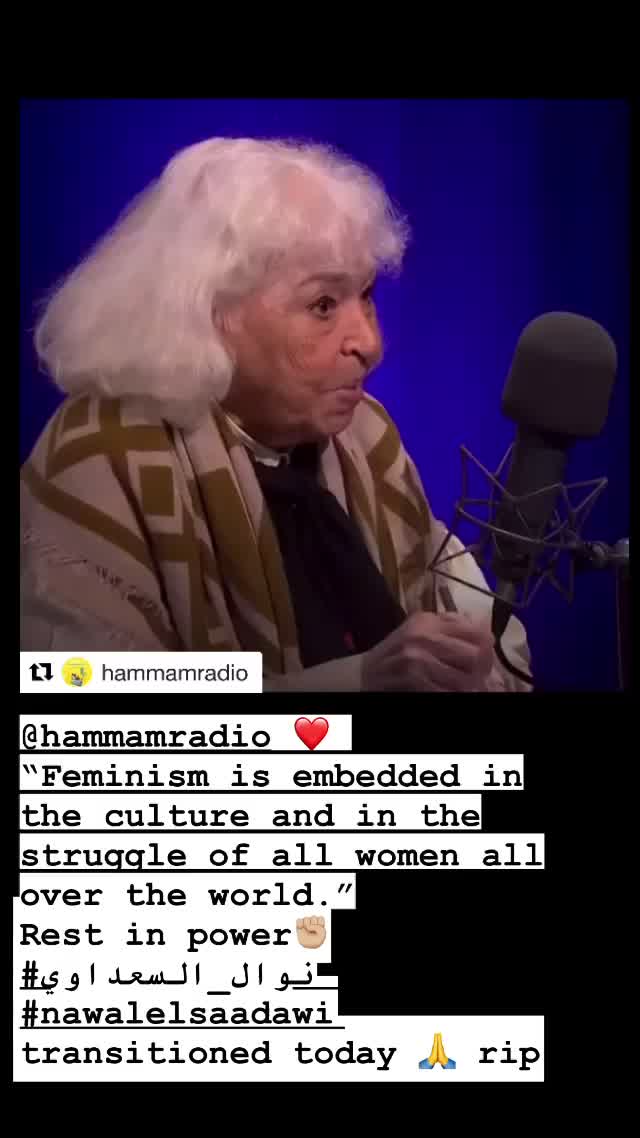 hammamradio
@hammamradio ❤️
“Feminism is embedded in
the culture and in the
struggle of all women all
over the world.”
Rest in power✊🏼
#نوال_السعداوي
#nawalelsaadawi
transitioned today 🙏 rip